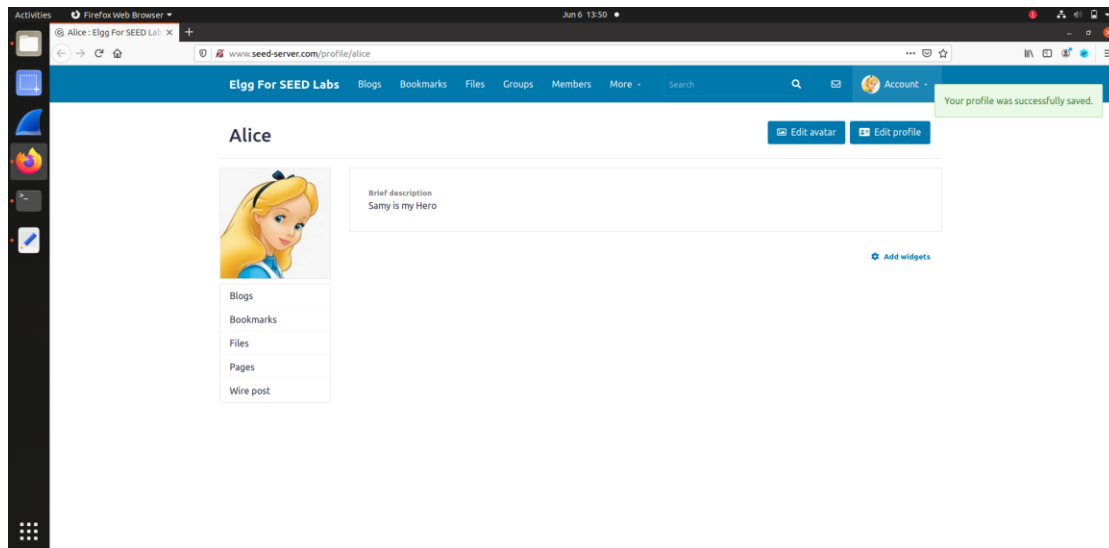 Activities Firefox Web Browser Jun 6 13:50
Alice : Elgg For SEED Lab
www.seed-server.com/profile/alice
Elgg For SEED Labs Blogs Bookmarks Files Groups Members More Search Account
Your profile was successfully saved.
Alice Edit avatar Edit profile
Brief description
Samy is my Hero
Add widgets
Blogs
Bookmarks
Files
Pages
Wire post